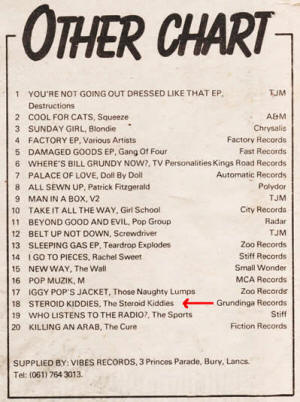 OTHER CHART
1 YOU'RE NOT GOING OUT DRESSED LIKE THAT EP, TJM
Destructions
2 COOL FOR CATS, Squeeze A&M
3 SUNDAY GIRL, Blondie Chrysalis
4 FACTORY EP, Various Artists Factory Records
5 DAMAGED GOODS EP, Gang of Four Fast Records
6 WHERE'S BILL GRUNDY NOW?, TV Personalities Kings Road Records
7 PALACE OF LOVE, Doll By Doll Automatic Records
8 ALL SEWN UP, Patrick Fitzgerald Polydor
9 MAN IN A BOX, V2 TJM
10 TAKE IT ALL THE WAY, Girl School City Records
11 BEYOND GOOD AND EVIL, Pop Group Radar
12 BELT UP NOT DOWN, Screwdriver TJM
13 SLEEPING GAS EP, Teardrop Explodes Zoo Records
14 I GO TO PIECES, Rachel Sweet Stiff Records
15 NEW WAY, The Wall Small Wonder
16 POP MUZIK, M MCA Records
17 IGGY POP'S JACKET, Those Naughty Lumps Zoo Records
18 STEROID KIDDIES, The Steroid Kiddies Grundinga Records
19 WHO LISTENS TO THE RADIO?, The Sports Stiff
20 KILLING AN ARAB, The Cure Fiction Records
SUPPLIED BY: VIBES RECORDS, 3 Princes Parade, Bury, Lancs.
Tel: (061) 764 3013.